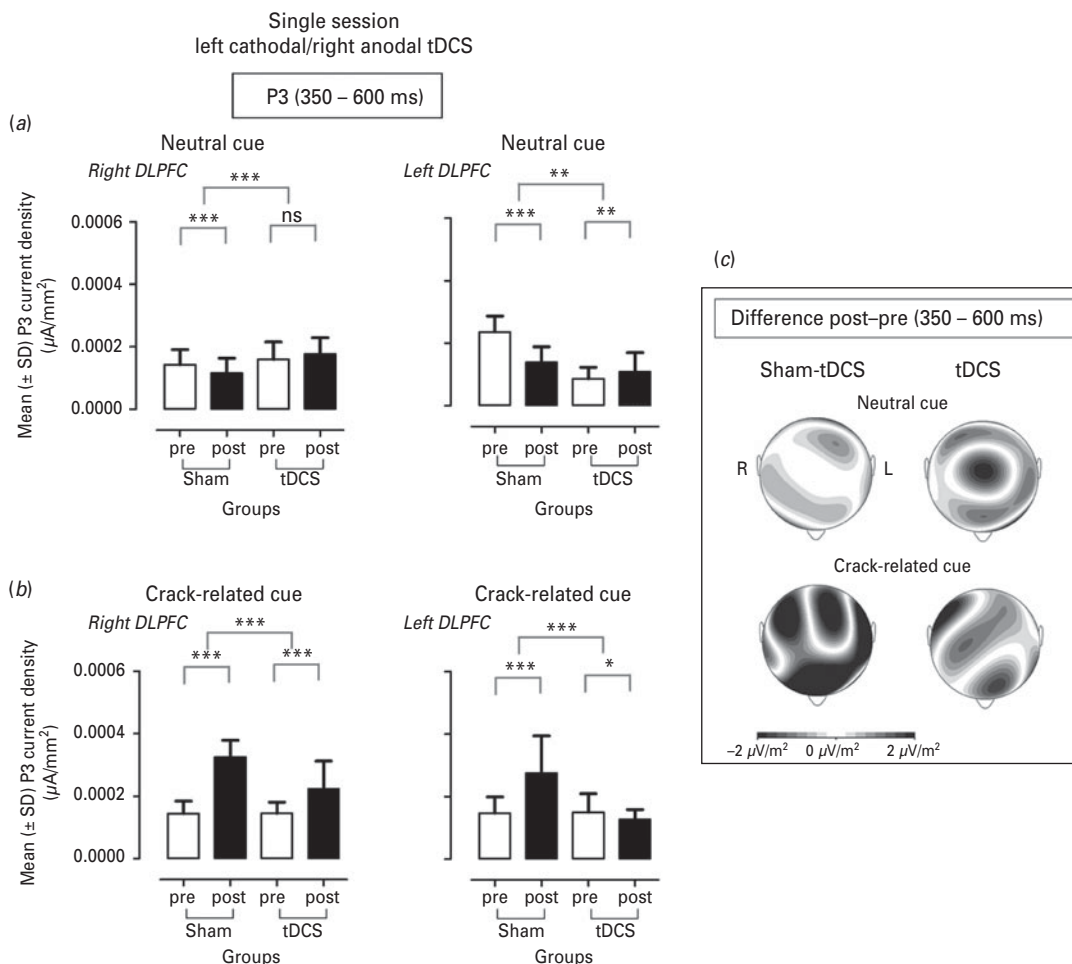 Single session
left cathodal/right anodal tDCS
P3 (350 – 600 ms)
(a)
Neutral cue
Right DLPFC
***
***
ns
0.0006
0.0004
0.0002
0.0000
Mean (± SD) P3 current density
(µA/mm²)
pre post pre post
Sham tDCS
Groups
Neutral cue
Left DLPFC
**
***
**
pre post pre post
Sham tDCS
Groups
(b)
Crack-related cue
Right DLPFC
***
***
***
0.0006
0.0004
0.0002
0.0000
Mean (± SD) P3 current density
(µA/mm²)
pre post pre post
Sham tDCS
Groups
Crack-related cue
Left DLPFC
***
***
*
pre post pre post
Sham tDCS
Groups
(c)
Difference post–pre (350 – 600 ms)
Sham-tDCS tDCS
Neutral cue
R L
Crack-related cue
–2 µV/m² 0 µV/m² 2 µV/m²